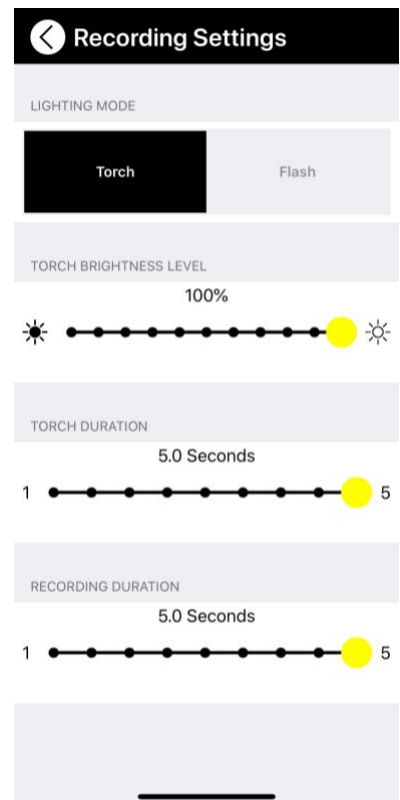 Recording Settings
LIGHTING MODE
Torch Flash
TORCH BRIGHTNESS LEVEL
100%
TORCH DURATION
5.0 Seconds
1 5
RECORDING DURATION
5.0 Seconds
1 5